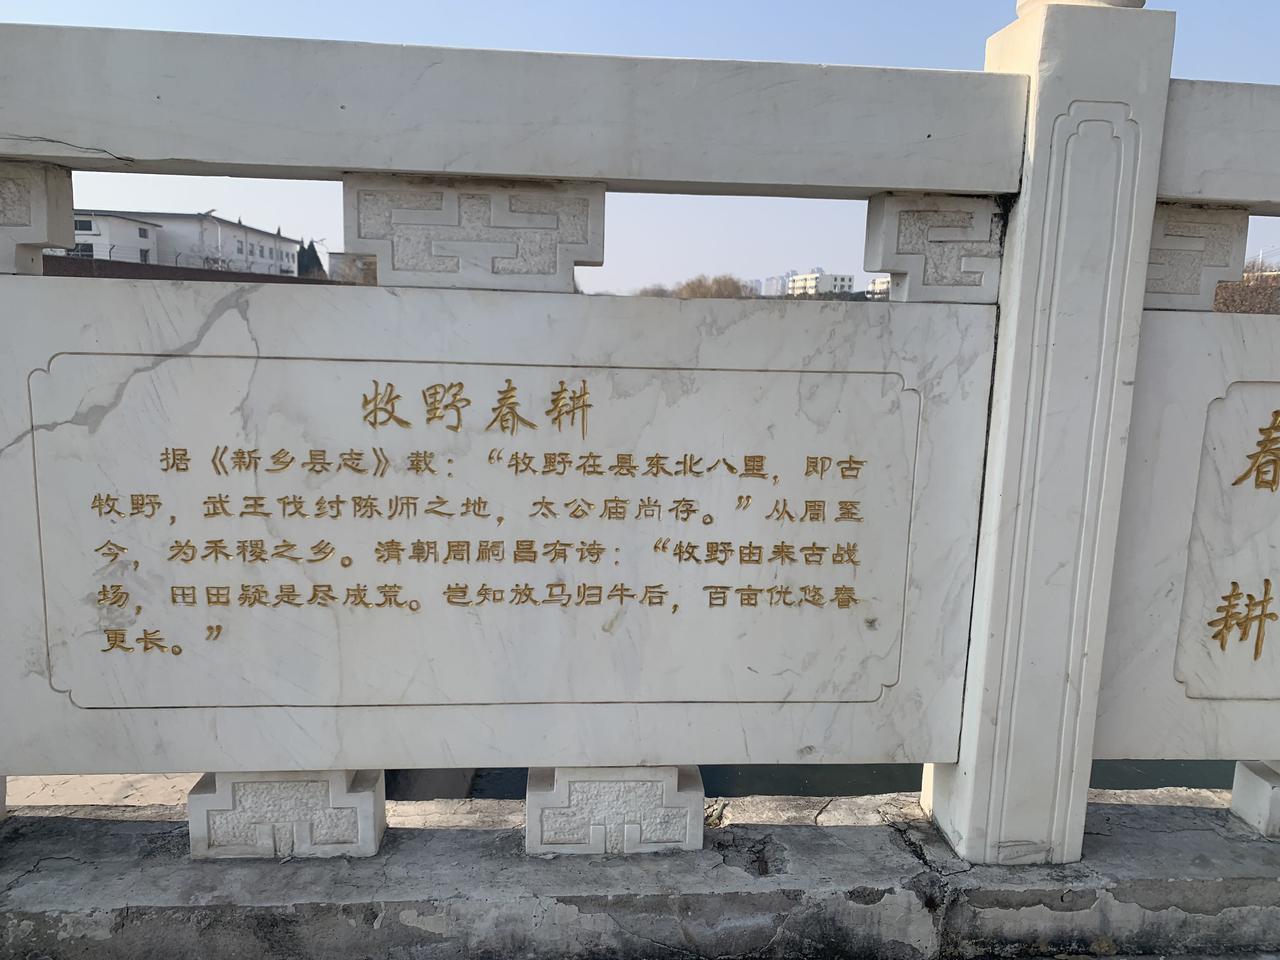 牧野春耕
据《新乡县志》载：“牧野在县东北八里，即古
牧野，武王伐纣陈师之地，太公庙尚存。”从周至
今，为禾稷之乡。清朝周嗣昌有诗：“牧野由来古战
场，田田疑是尽成荒。岂知放马归牛后，百亩优悠春
更长。”
春
耕